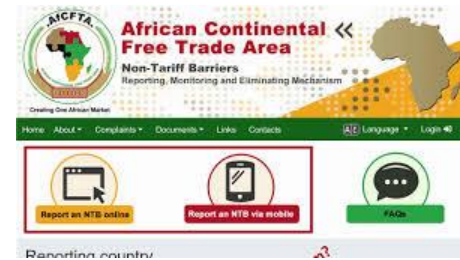 AfCFTA
African Continental
Free Trade Area
Non-Tariff Barriers
Reporting, Monitoring and Eliminating Mechanism
Creating One African Market
Home About Complaints Documents Links Contacts Language Login
Report an NTB online
Report an NTB via mobile
FAQs
Reporting country